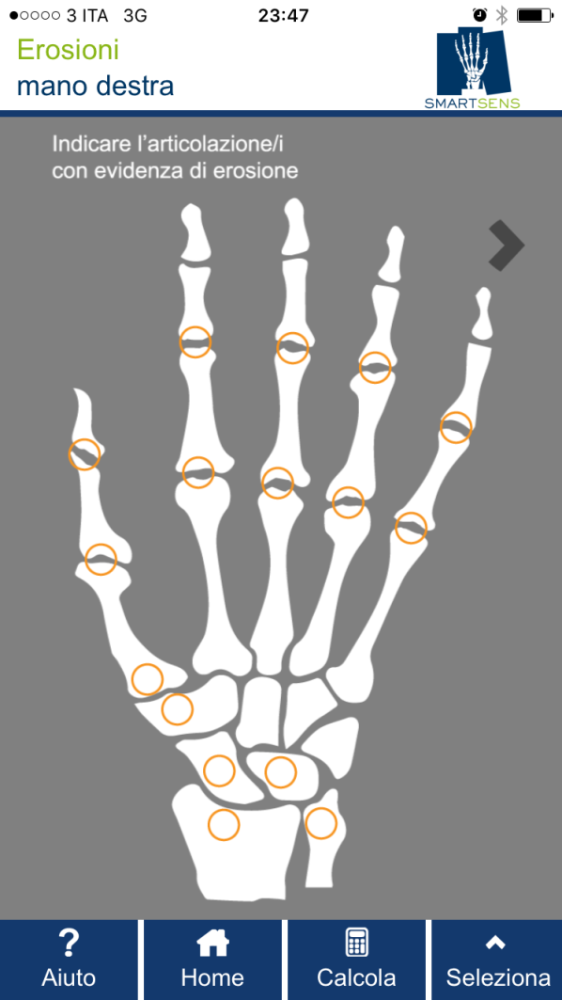 3 ITA 3G 23:47
Erosioni
mano destra
SMARTSENS
Indicare l'articolazione/i
con evidenza di erosione
? 
Aiuto Home Calcola Seleziona